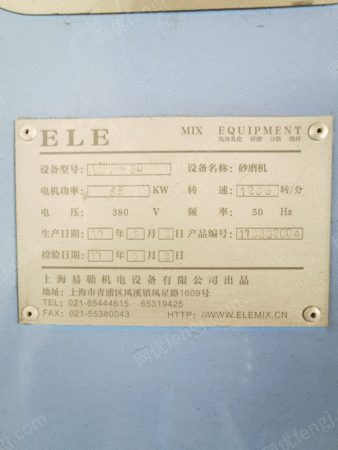 ELE MIX EQUIPMENT
设备型号: 设备名称: 砂磨机
电机功率: 55 KW 转 速: 1200 转/分
电 压: 380 V 频 率: 50 Hz
生产日期: 年 月 日 产品编号:
检验日期: 年 月 日
上海易勒机电设备有限公司出品
地址: 上海市青浦区凤溪镇凤星路1609号
TEL: 021-65444615 65319425
FAX: 021-55380043 HTTP: //WWW.ELEMIX.CN